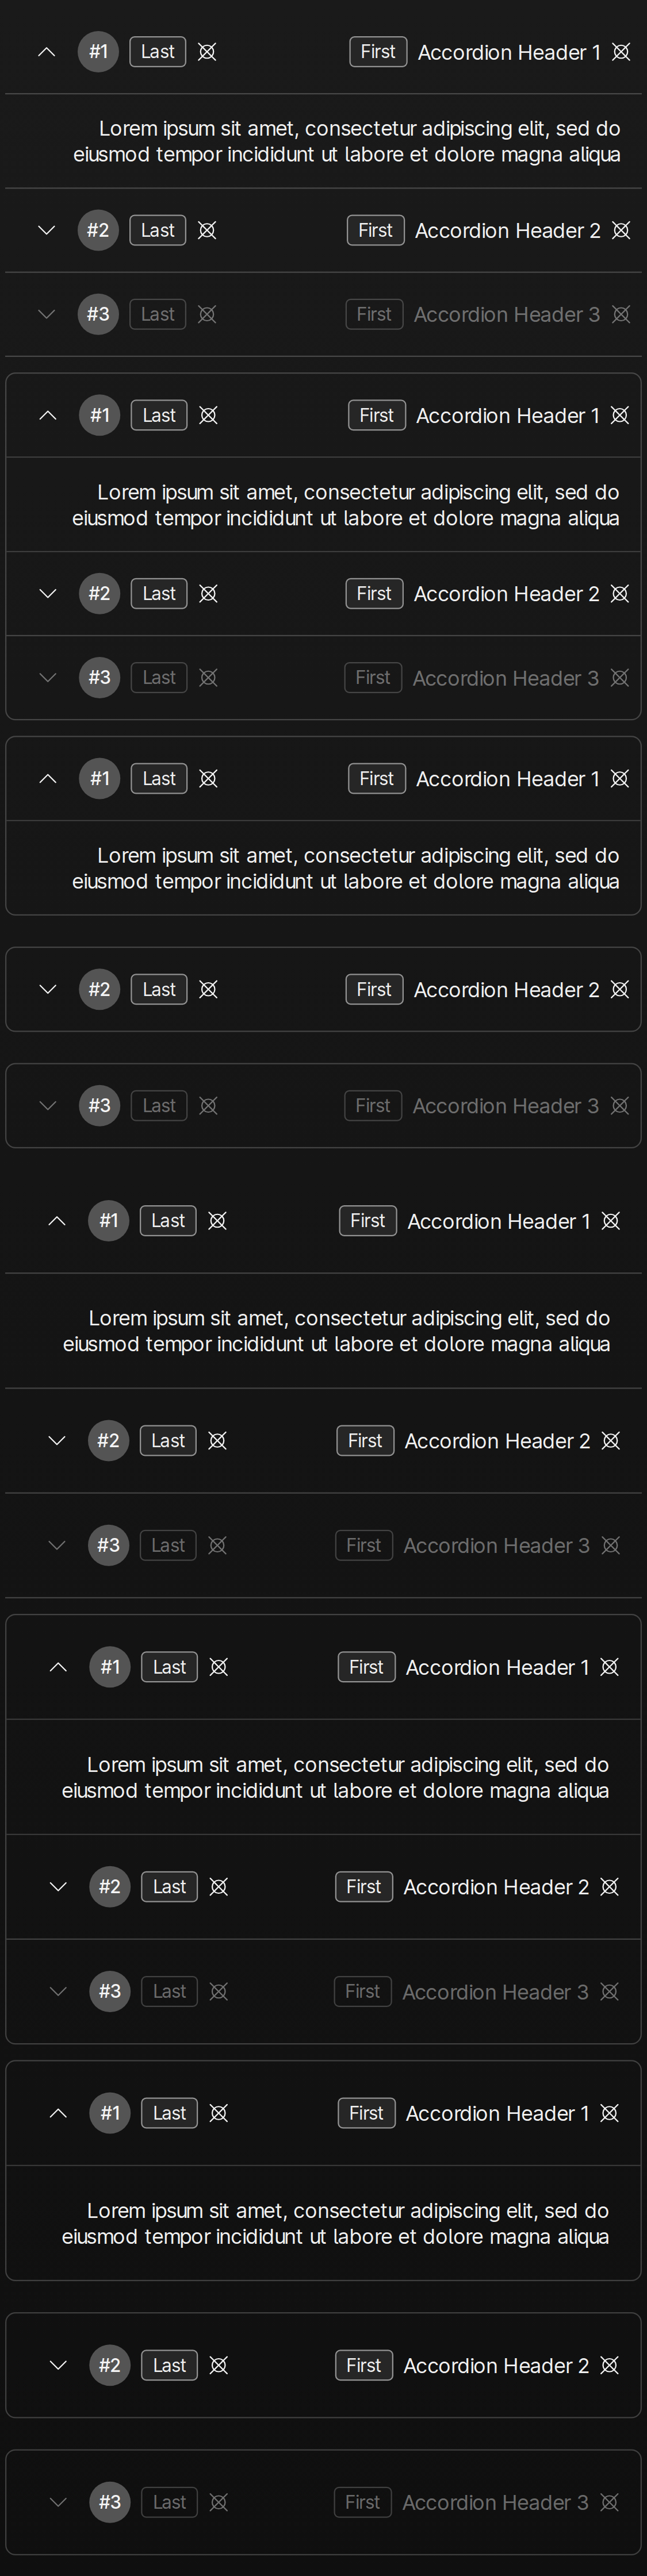 #1 Last First Accordion Header 1
Lorem ipsum sit amet, consectetur adipiscing elit, sed do
eiusmod tempor incididunt ut labore et dolore magna aliqua
#2 Last First Accordion Header 2
#3 Last First Accordion Header 3
#1 Last First Accordion Header 1
Lorem ipsum sit amet, consectetur adipiscing elit, sed do
eiusmod tempor incididunt ut labore et dolore magna aliqua
#2 Last First Accordion Header 2
#3 Last First Accordion Header 3
#1 Last First Accordion Header 1
Lorem ipsum sit amet, consectetur adipiscing elit, sed do
eiusmod tempor incididunt ut labore et dolore magna aliqua
#2 Last First Accordion Header 2
#3 Last First Accordion Header 3
#1 Last First Accordion Header 1
Lorem ipsum sit amet, consectetur adipiscing elit, sed do
eiusmod tempor incididunt ut labore et dolore magna aliqua
#2 Last First Accordion Header 2
#3 Last First Accordion Header 3
#1 Last First Accordion Header 1
Lorem ipsum sit amet, consectetur adipiscing elit, sed do
eiusmod tempor incididunt ut labore et dolore magna aliqua
#2 Last First Accordion Header 2
#3 Last First Accordion Header 3
#1 Last First Accordion Header 1
Lorem ipsum sit amet, consectetur adipiscing elit, sed do
eiusmod tempor incididunt ut labore et dolore magna aliqua
#2 Last First Accordion Header 2
#3 Last First Accordion Header 3